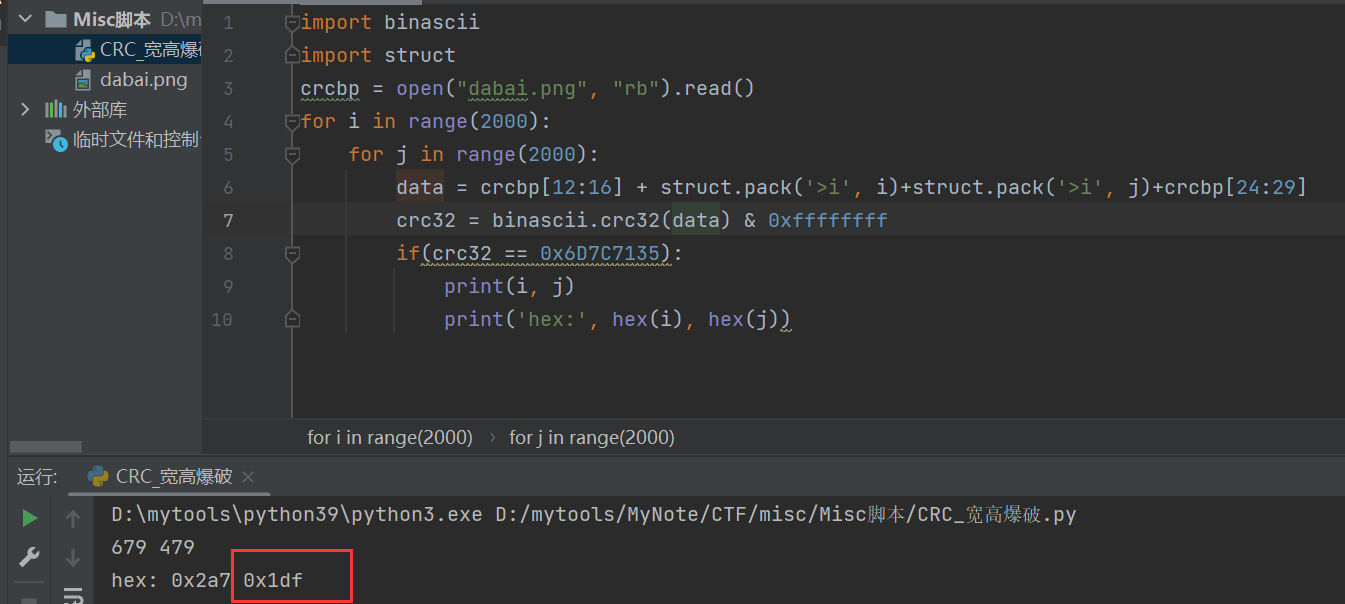 Misc脚本 D:\m
CRC_宽高爆破
dabai.png
外部库
临时文件和控制
1 import binascii
2 import struct
3 crcbp = open("dabai.png", "rb").read()
4 for i in range(2000):
5 for j in range(2000):
6 data = crcbp[12:16] + struct.pack('>i', i)+struct.pack('>i', j)+crcbp[24:29]
7 crc32 = binascii.crc32(data) & 0xffffffff
8 if(crc32 == 0x6D7C7135):
9 print(i, j)
10 print('hex:', hex(i), hex(j))
for i in range(2000) › for j in range(2000)
运行: CRC_宽高爆破 ×
D:\mytools\python39\python3.exe D:/mytools/MyNote/CTF/misc/Misc脚本/CRC_宽高爆破.py
679 479
hex: 0x2a7 0x1df